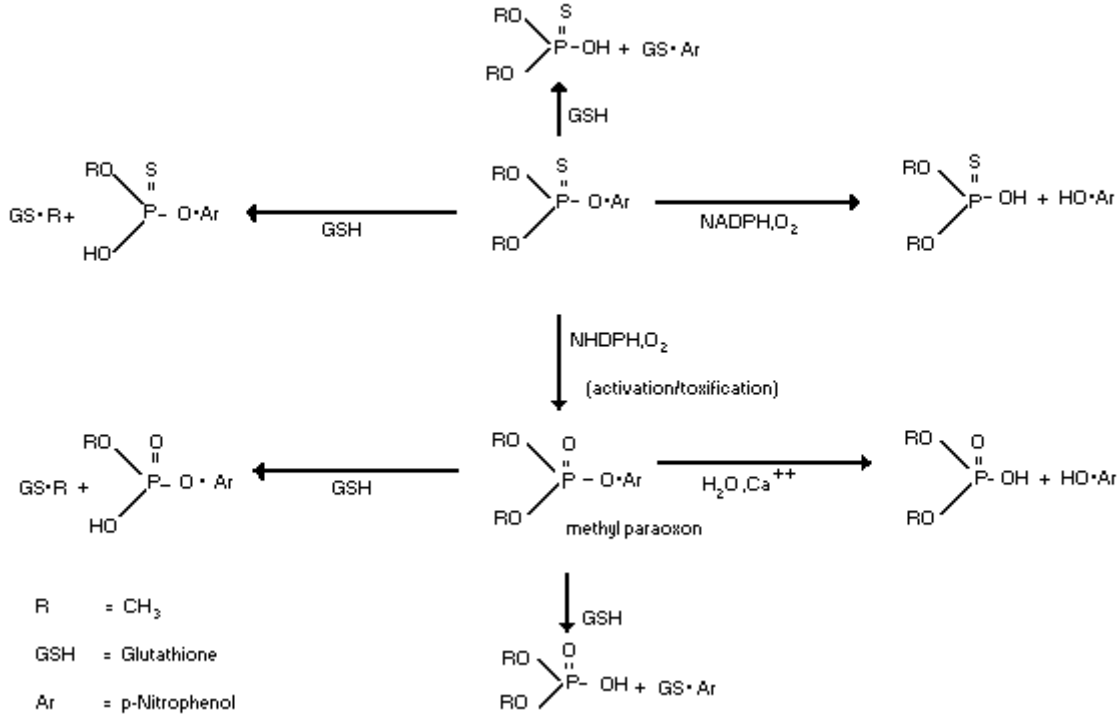 S
RO
P-OH + GS·Ar
RO
GSH
RO S
P- O·Ar
GS·R+
HO
GSH
RO S
P- O·Ar
RO
NADPH,O₂
RO S
P- OH + HO·Ar
RO
NHDPH,O₂
(activation/toxification)
RO O
P- O · Ar
GS·R +
HO
GSH
RO O
P- O·Ar
RO
methyl paraoxon
H₂O,Ca⁺⁺
RO O
P- OH + HO·Ar
RO
GSH
O
RO
P- OH + GS·Ar
RO
R = CH₃
GSH = Glutathione
Ar = p-Nitrophenol